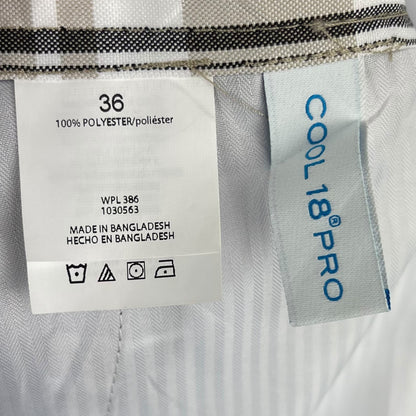 36
100% POLYESTER/poliéster
WPL 386
1030563
MADE IN BANGLADESH
HECHO EN BANGLADESH
COOL 18® PRO